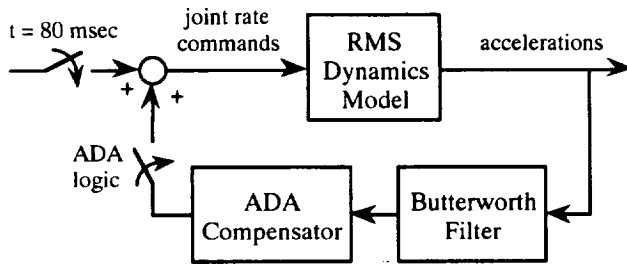 t = 80 msec
joint rate
commands
RMS
Dynamics
Model
accelerations
+
+
ADA
logic
ADA
Compensator
Butterworth
Filter